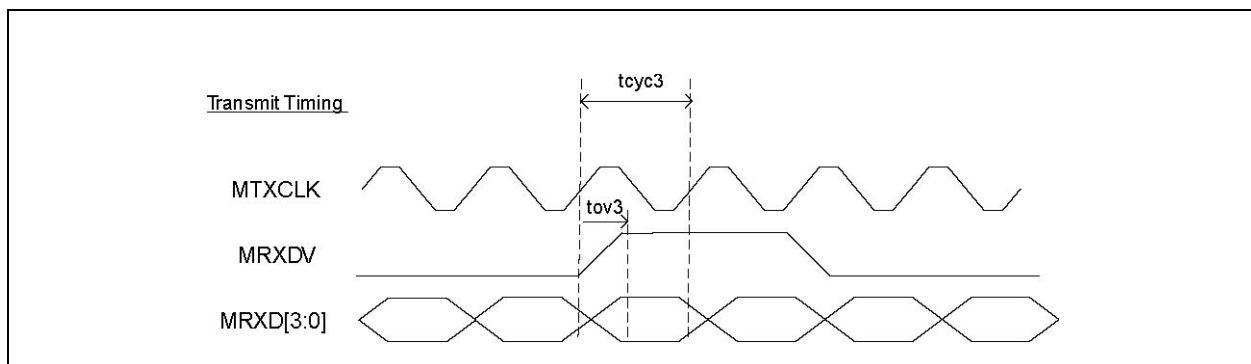 tcyc3
Transmit Timing
MTXCLK
tov3
MRXDV
MRXD[3:0]